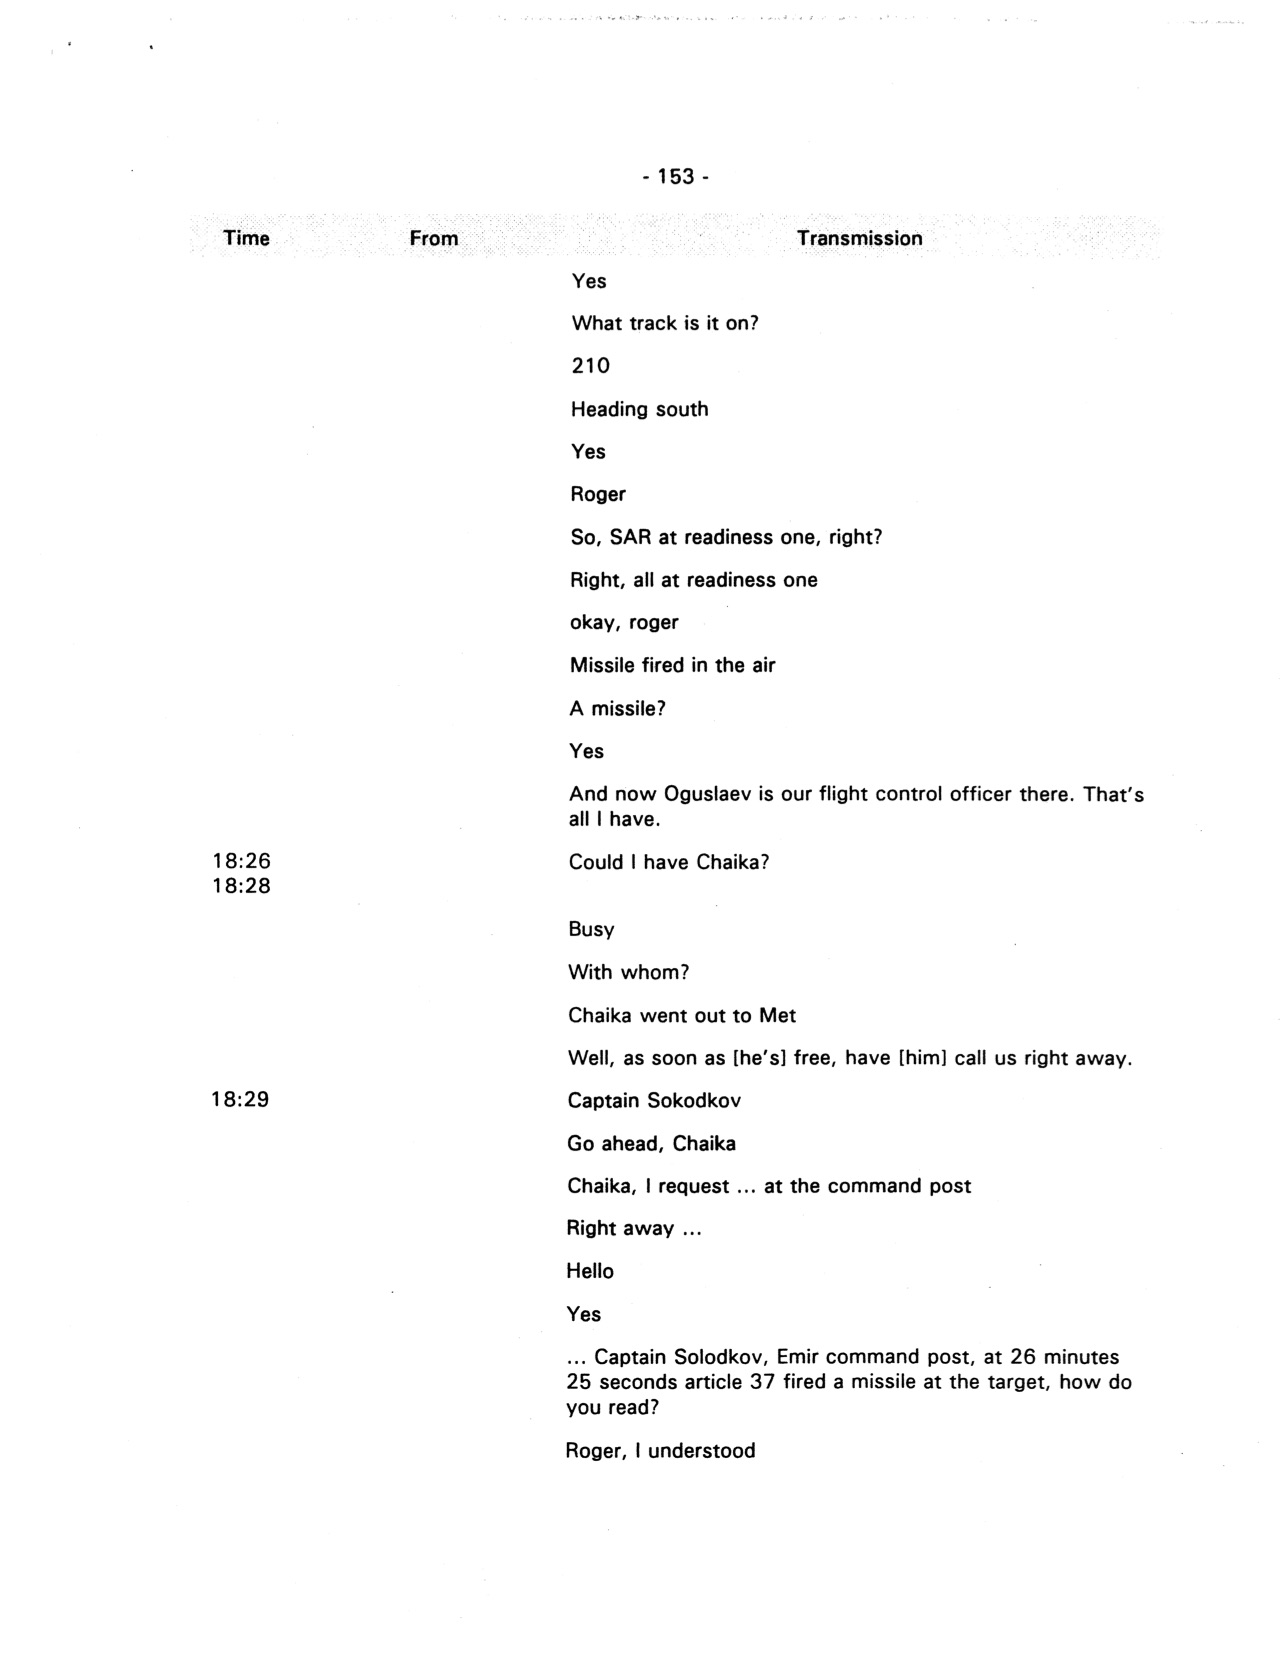 - 153 -
Time From Transmission
Yes
What track is it on?
210
Heading south
Yes
Roger
So, SAR at readiness one, right?
Right, all at readiness one
okay, roger
Missile fired in the air
A missile?
Yes
And now Oguslaev is our flight control officer there. That's
all I have.
18:26 Could I have Chaika?
18:28
Busy
With whom?
Chaika went out to Met
Well, as soon as [he's] free, have [him] call us right away.
18:29 Captain Sokodkov
Go ahead, Chaika
Chaika, I request ... at the command post
Right away ...
Hello
Yes
... Captain Solodkov, Emir command post, at 26 minutes
25 seconds article 37 fired a missile at the target, how do
you read?
Roger, I understood